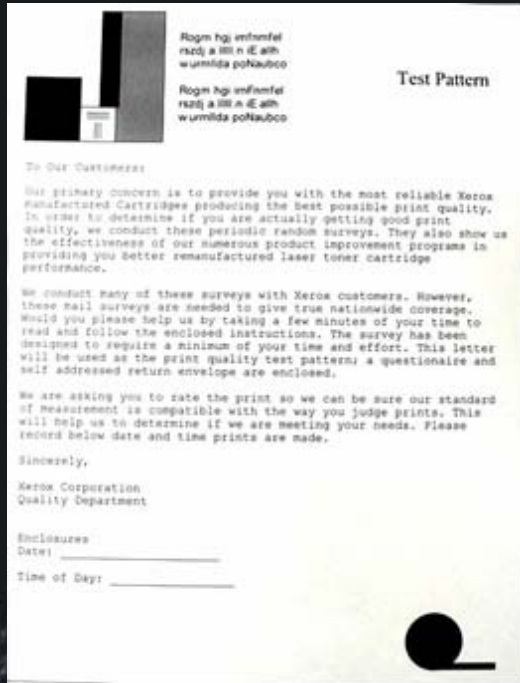 Rogm hgj imfnmfel
rszdj a IIII n iE allh
w urmlIda poNaubco
Rogm hgi imFnmfel
rszdj a IIII n iE allh
w urmlIda poNaubco
Test Pattern
To Our Customers:
Our primary concern is to provide you with the most reliable Xerox
Manufactured Cartridges producing the best possible print quality.
In order to determine if you are actually getting good print
quality, we conduct these periodic random surveys. They also show us
the effectiveness of our numerous product improvement programs in
providing you better remanufactured laser toner cartridge
performance.
We conduct many of these surveys with Xerox customers. However,
these mail surveys are needed to give true nationwide coverage.
Would you please help us by taking a few minutes of your time to
read and follow the enclosed instructions. The survey has been
designed to require a minimum of your time and effort. This letter
will be used as the print quality test pattern; a questionaire and
self addressed return envelope are enclosed.
We are asking you to rate the print so we can be sure our standard
of measurement is compatible with the way you judge prints. This
will help us to determine if we are meeting your needs. Please
record below date and time prints are made.
Sincerely,
Xerox Corporation
Quality Department
Enclosures
Date:
Time of Day: